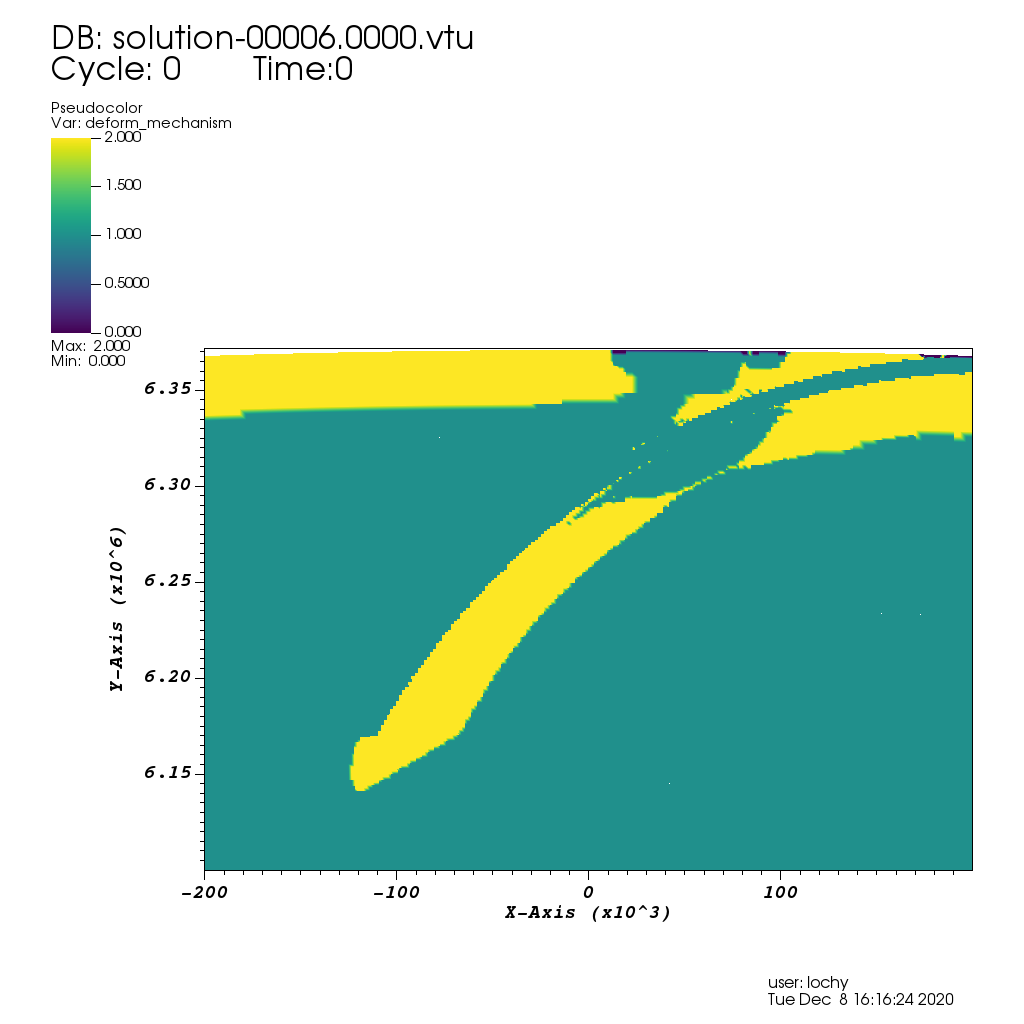 DB: solution-00006.0000.vtu
Cycle: 0 Time:0
Pseudocolor
Var: deform_mechanism
2.000
1.500
1.000
0.5000
0.000
Max: 2.000
Min: 0.000
6.35
6.30
6.25
6.20
6.15
Y-Axis (x10^6)
-200 -100 0 100
X-Axis (x10^3)
user: lochy
Tue Dec 8 16:16:24 2020